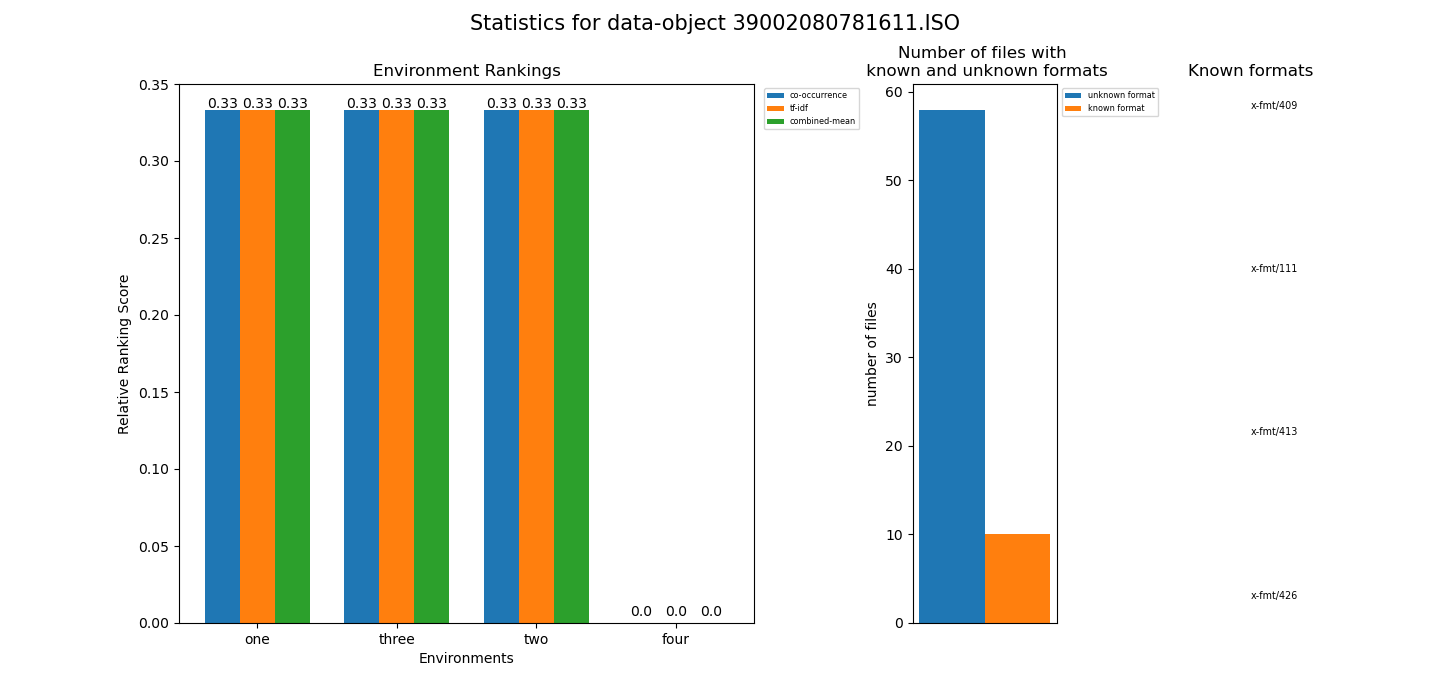 Statistics for data-object 39002080781611.ISO
Environment Rankings
Relative Ranking Score
0.35
0.30
0.25
0.20
0.15
0.10
0.05
0.00
0.33 0.33 0.33
0.33 0.33 0.33
0.33 0.33 0.33
0.0 0.0 0.0
one
three
two
four
Environments
co-occurrence
tf-idf
combined-mean
Number of files with
known and unknown formats
number of files
60
50
40
30
20
10
0
unknown format
known format
Known formats
x-fmt/409
x-fmt/111
x-fmt/413
x-fmt/426